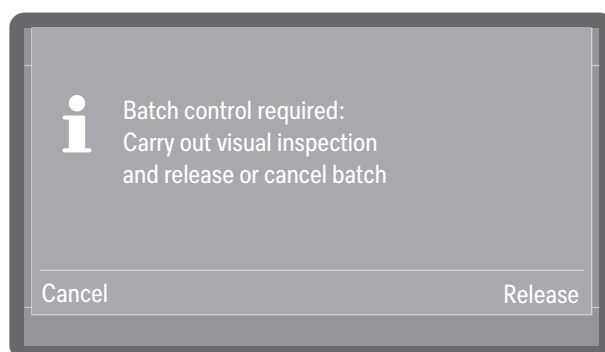 Batch control required:
Carry out visual inspection
and release or cancel batch
Cancel
Release